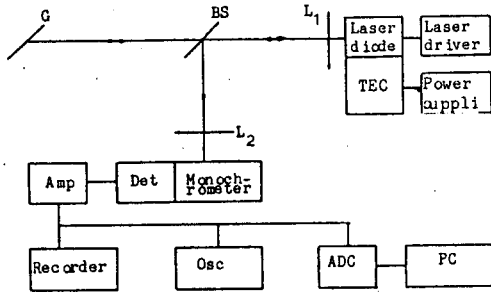 G
BS
L1
Laser
diode
Laser
driver
TEC
Power
suppli
L2
Amp
Det
Monoch-
rometer
Recorder
Osc
ADC
PC